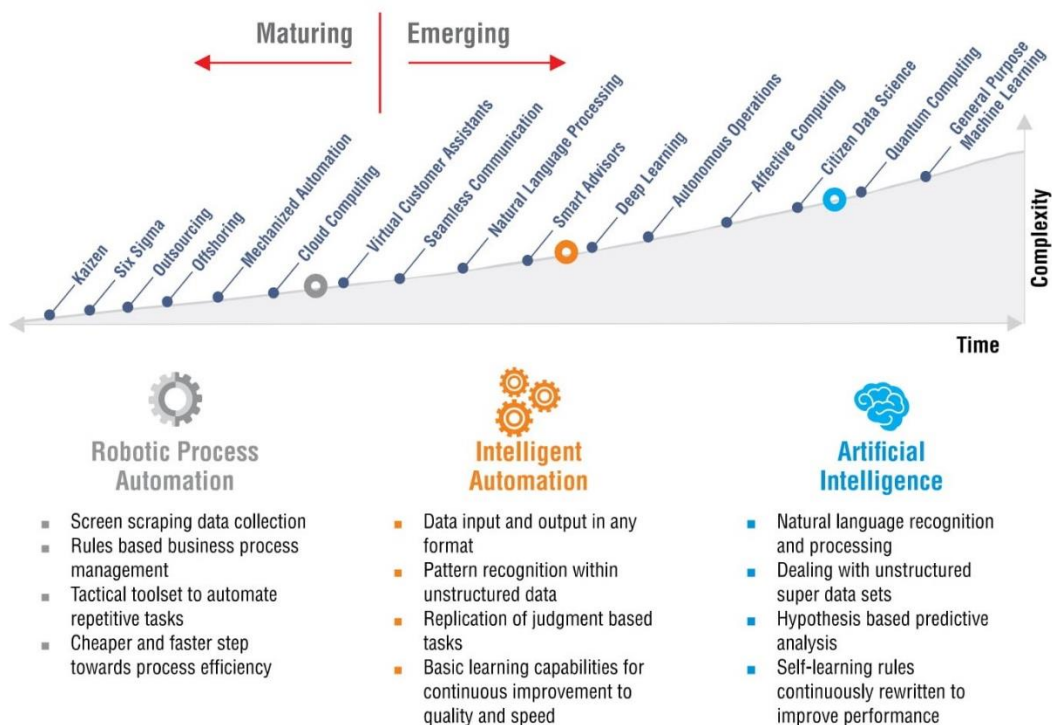 Maturing
Emerging
Kaizen
Six Sigma
Outsourcing
Offshoring
Mechanized Automation
Cloud Computing
Virtual Customer Assistants
Seamless Communication
Natural Language Processing
Smart Advisors
Deep Learning
Autonomous Operations
Affective Computing
Citizen Data Science
Quantum Computing
General Purpose
Machine Learning
Complexity
Time
Robotic Process
Automation
Screen scraping data collection
Rules based business process
management
Tactical toolset to automate
repetitive tasks
Cheaper and faster step
towards process efficiency
Intelligent
Automation
Data input and output in any
format
Pattern recognition within
unstructured data
Replication of judgment based
tasks
Basic learning capabilities for
continuous improvement to
quality and speed
Artificial
Intelligence
Natural language recognition
and processing
Dealing with unstructured
super data sets
Hypothesis based predictive
analysis
Self-learning rules
continuously rewritten to
improve performance